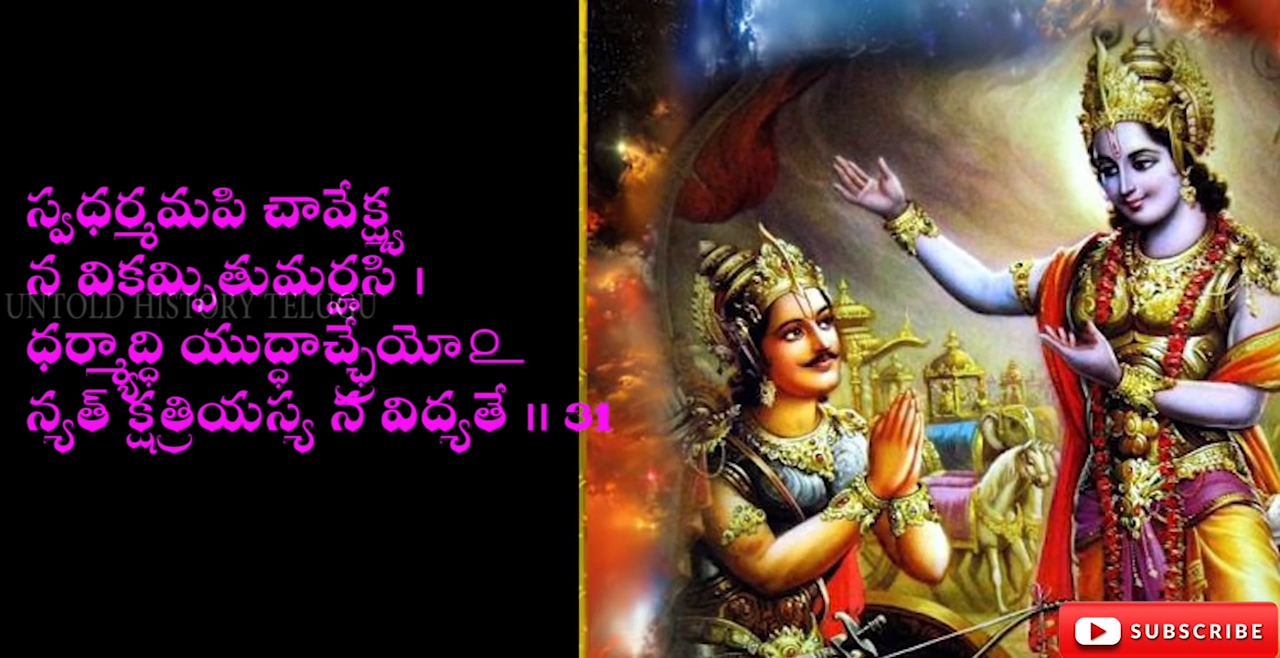 స్వధర్మమపి చావేక్ష్య
న వికమ్పితుమర్హసి ।
UNTOLD HISTORY TELUGU
ధర్మ్యాద్ధి యుద్ధాచ్ఛ్రేయోఽ
న్యత్ క్షత్రియస్య న విద్యతే ॥ 31
SUBSCRIBE